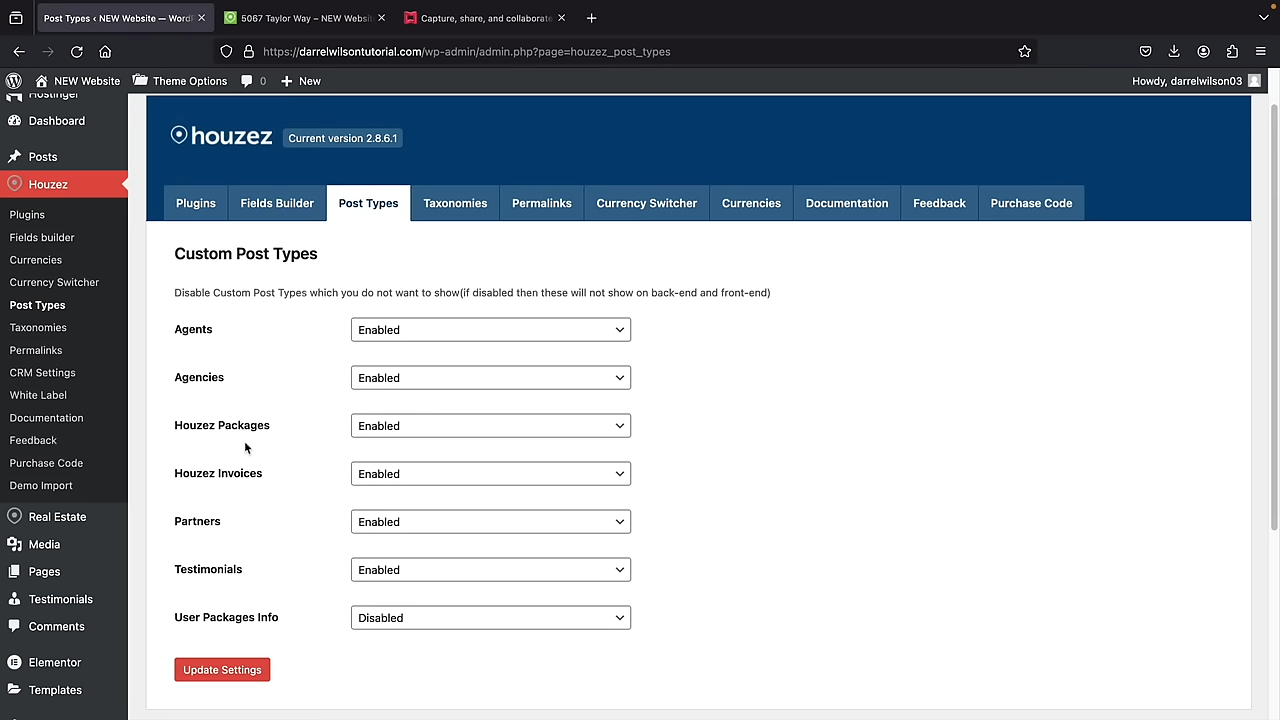 Post Types ‹ NEW Website — WordP
5067 Taylor Way – NEW Websit
Capture, share, and collaborate
https://darrelwilsontutorial.com/wp-admin/admin.php?page=houzez_post_types
NEW Website
Theme Options
0
New
Howdy, darrelwilson03
Hostinger
Dashboard
Posts
Houzez
Plugins
Fields builder
Currencies
Currency Switcher
Post Types
Taxonomies
Permalinks
CRM Settings
White Label
Documentation
Feedback
Purchase Code
Demo Import
Real Estate
Media
Pages
Testimonials
Comments
Elementor
Templates
houzez
Current version 2.8.6.1
Plugins
Fields Builder
Post Types
Taxonomies
Permalinks
Currency Switcher
Currencies
Documentation
Feedback
Purchase Code
Custom Post Types
Disable Custom Post Types which you do not want to show(if disabled then these will not show on back-end and front-end)
Agents Enabled
Agencies Enabled
Houzez Packages Enabled
Houzez Invoices Enabled
Partners Enabled
Testimonials Enabled
User Packages Info Disabled
Update Settings